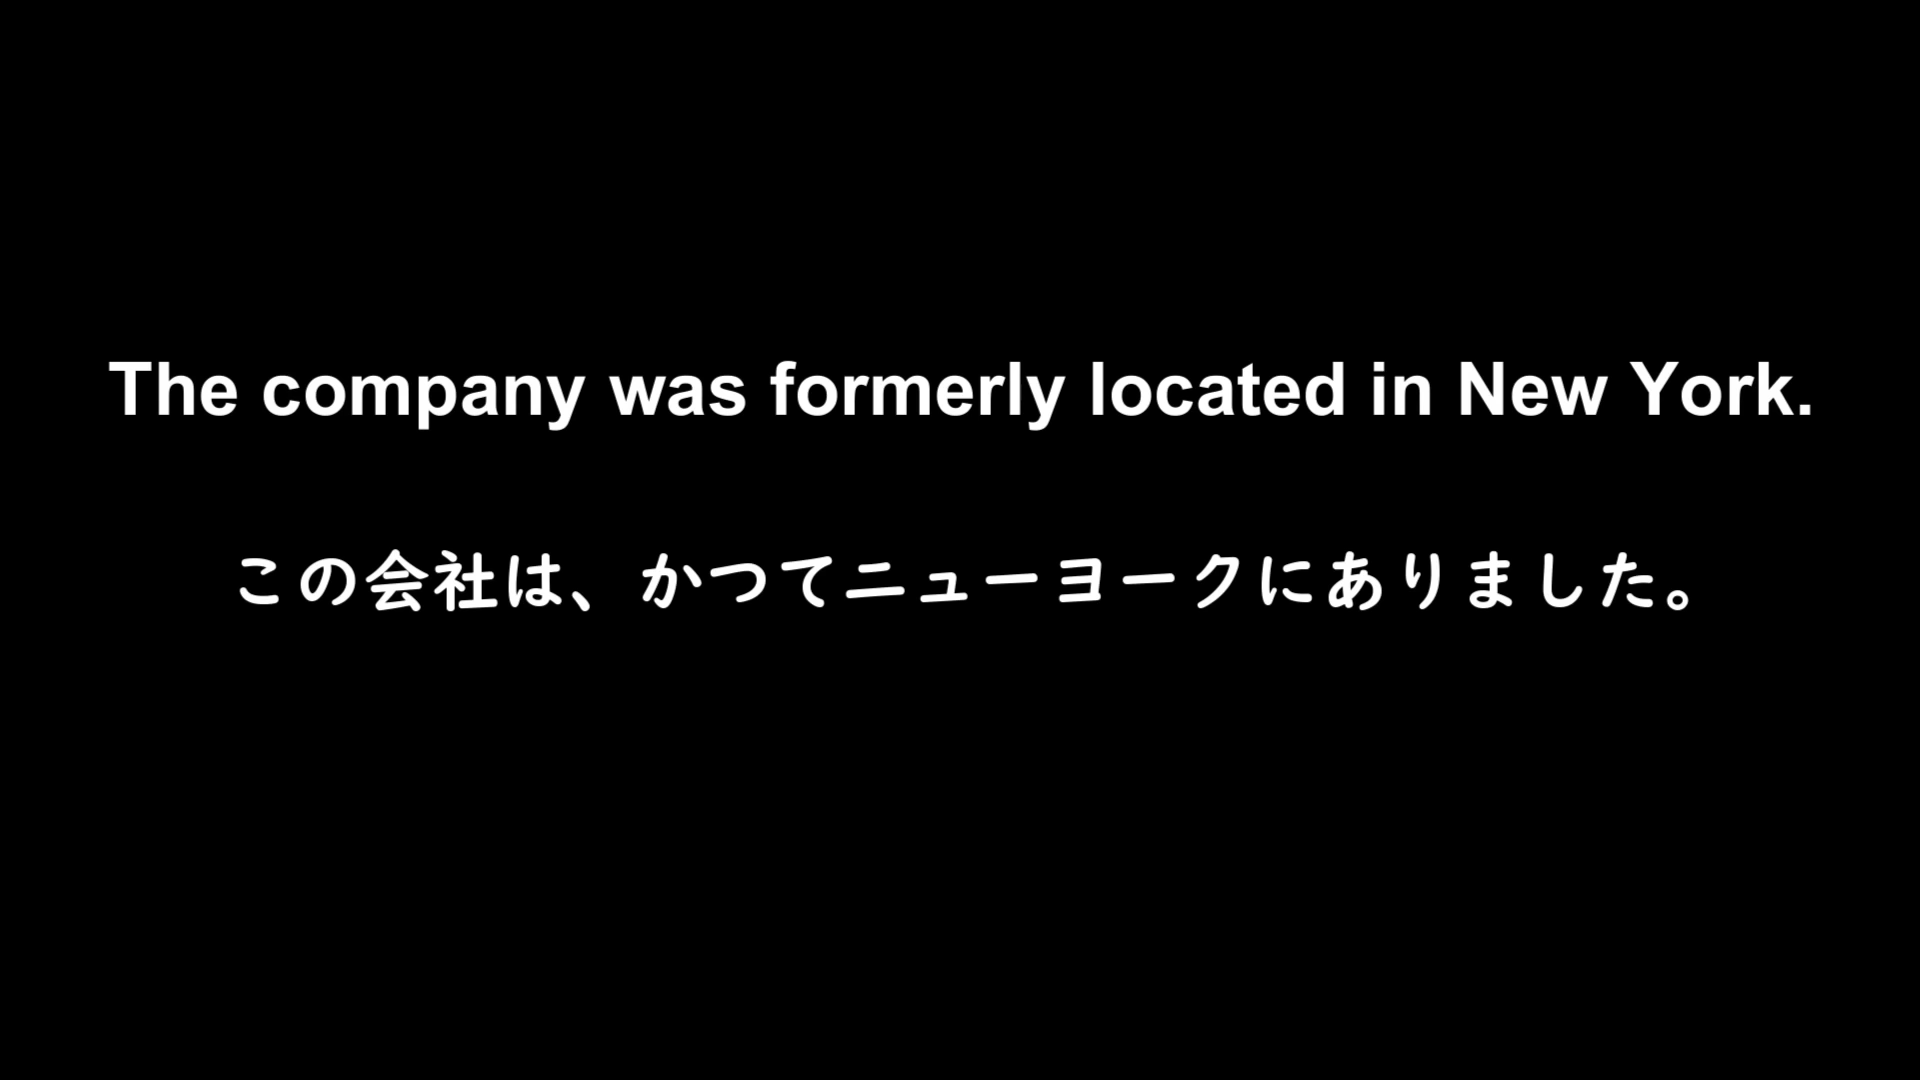 The company was formerly located in New York.
この会社は、かつてニューヨークにありました。